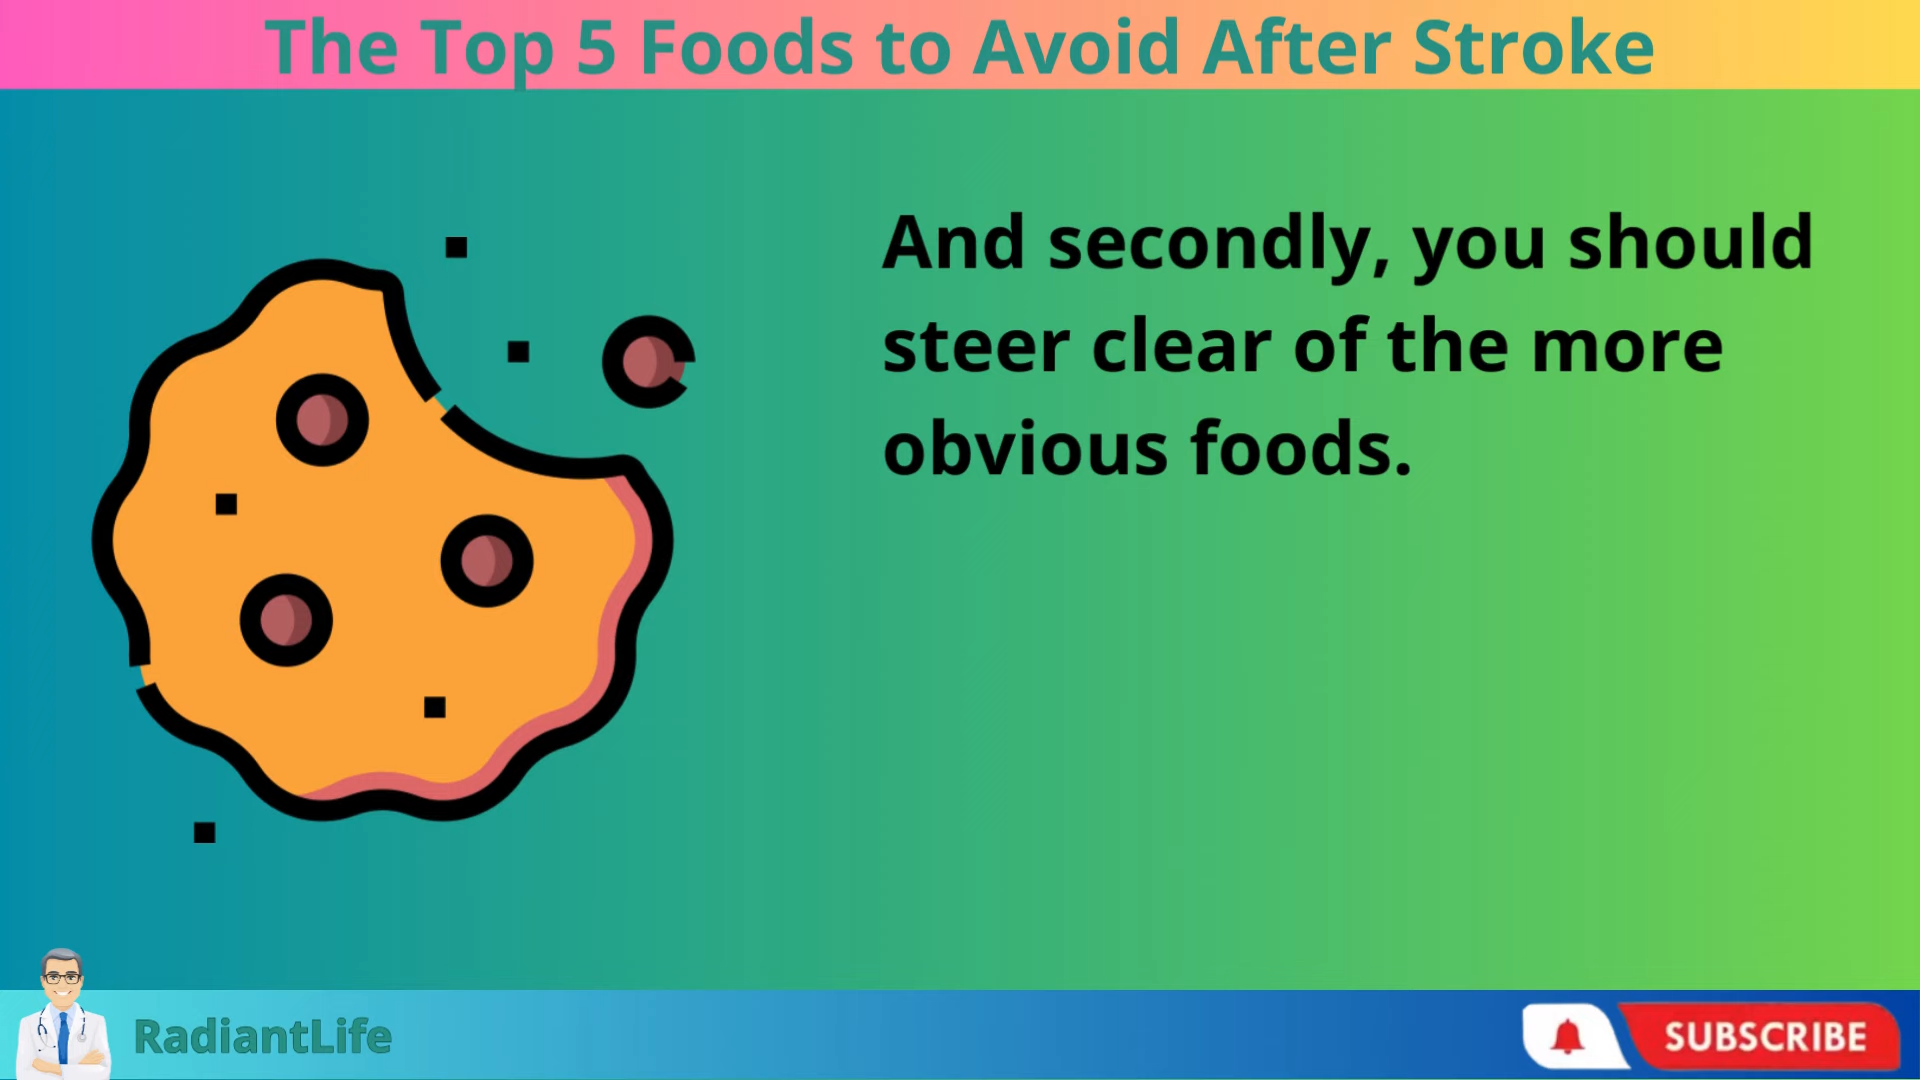 The Top 5 Foods to Avoid After Stroke
And secondly, you should
steer clear of the more
obvious foods.
RadiantLife
SUBSCRIBE